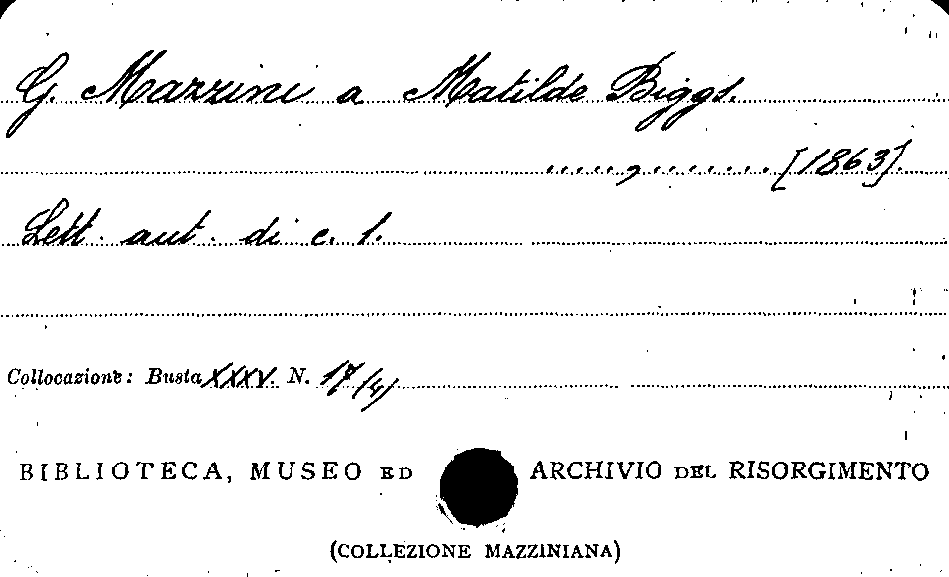 G. Mazzini a Matilde Biggs.
......, ........ [1863].
Lett. aut. di c. 1.
Collocazione: Busta XXXV. N. 17/(4)
BIBLIOTECA, MUSEO ED ARCHIVIO DEL RISORGIMENTO
(COLLEZIONE MAZZINIANA)